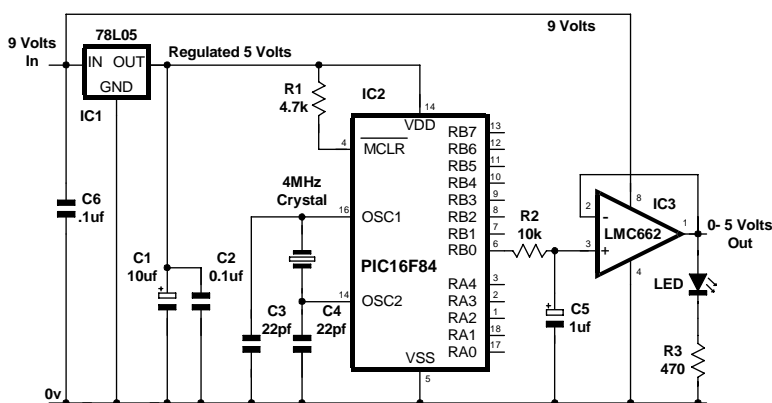 9 Volts
In
78L05
IN OUT
GND
IC1
Regulated 5 Volts
9 Volts
R1
4.7k
IC2
14
VDD
4
MCLR
4MHz
Crystal
16
OSC1
14
OSC2
PIC16F84
VSS
5
RB7
13
RB6
12
RB5
11
RB4
10
RB3
9
RB2
8
RB1
7
RB0
6
RA4
3
RA3
2
RA2
1
RA1
18
RA0
17
C6
.1uf
C1
10uf
+
C2
0.1uf
C3
22pf
C4
22pf
R2
10k
+
C5
1uf
2
-
8
IC3
LMC662
1
3
+
4
0- 5 Volts
Out
LED
R3
470
0v